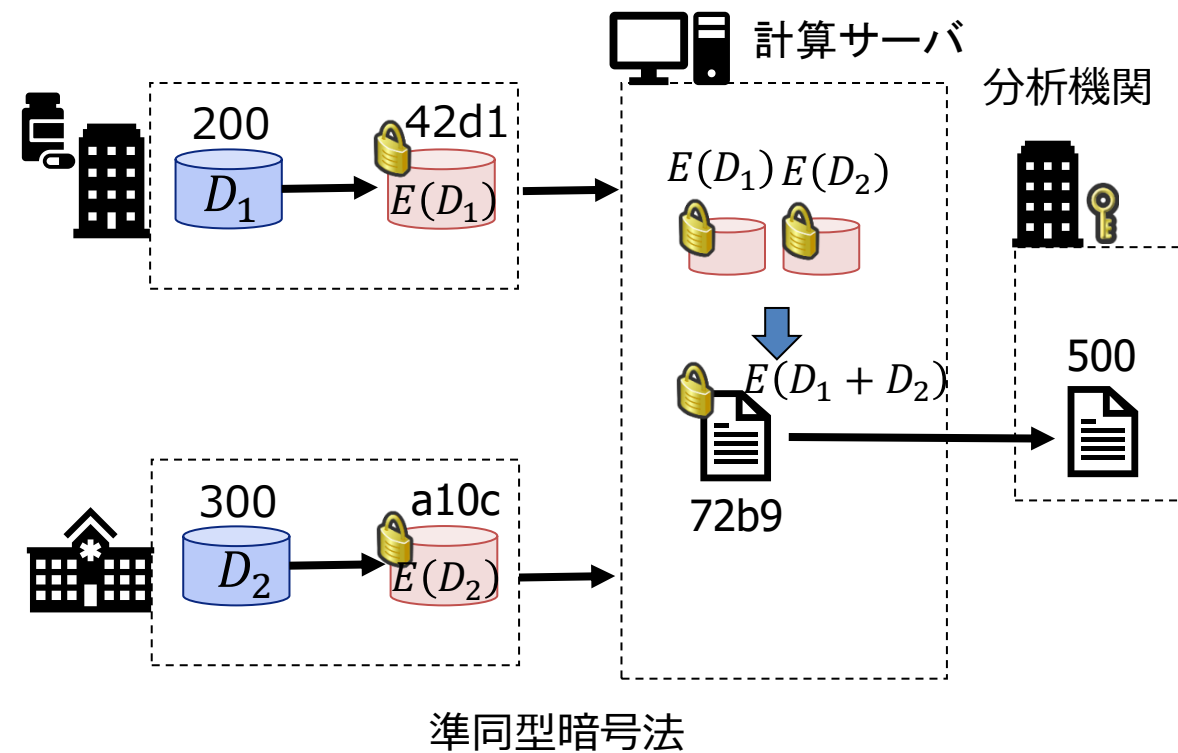 計算サーバ
分析機関
200
42d1
D₁
E(D₁)
E(D₁) E(D₂)
E(D₁ + D₂)
72b9
500
300
a10c
D₂
E(D₂)
準同型暗号法